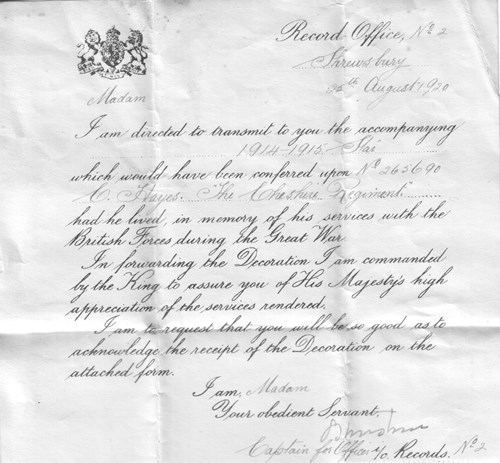 Record Office, No 2
Shrewsbury
25th August 1920
Madam
I am directed to transmit to you the accompanying
1914-1915 Star
which would have been conferred upon No 265690
C. Hayes. The Cheshire Regiment
had he lived, in memory of his services with the
British Forces during the Great War.
In forwarding the Decoration I am commanded
by the King to assure you of His Majesty's high
appreciation of the services rendered.
I am to request that you will be so good as to
acknowledge the receipt of the Decoration on the
attached form.
I am, Madam
Your obedient Servant,
Captain for Officer i/c Records. No 2